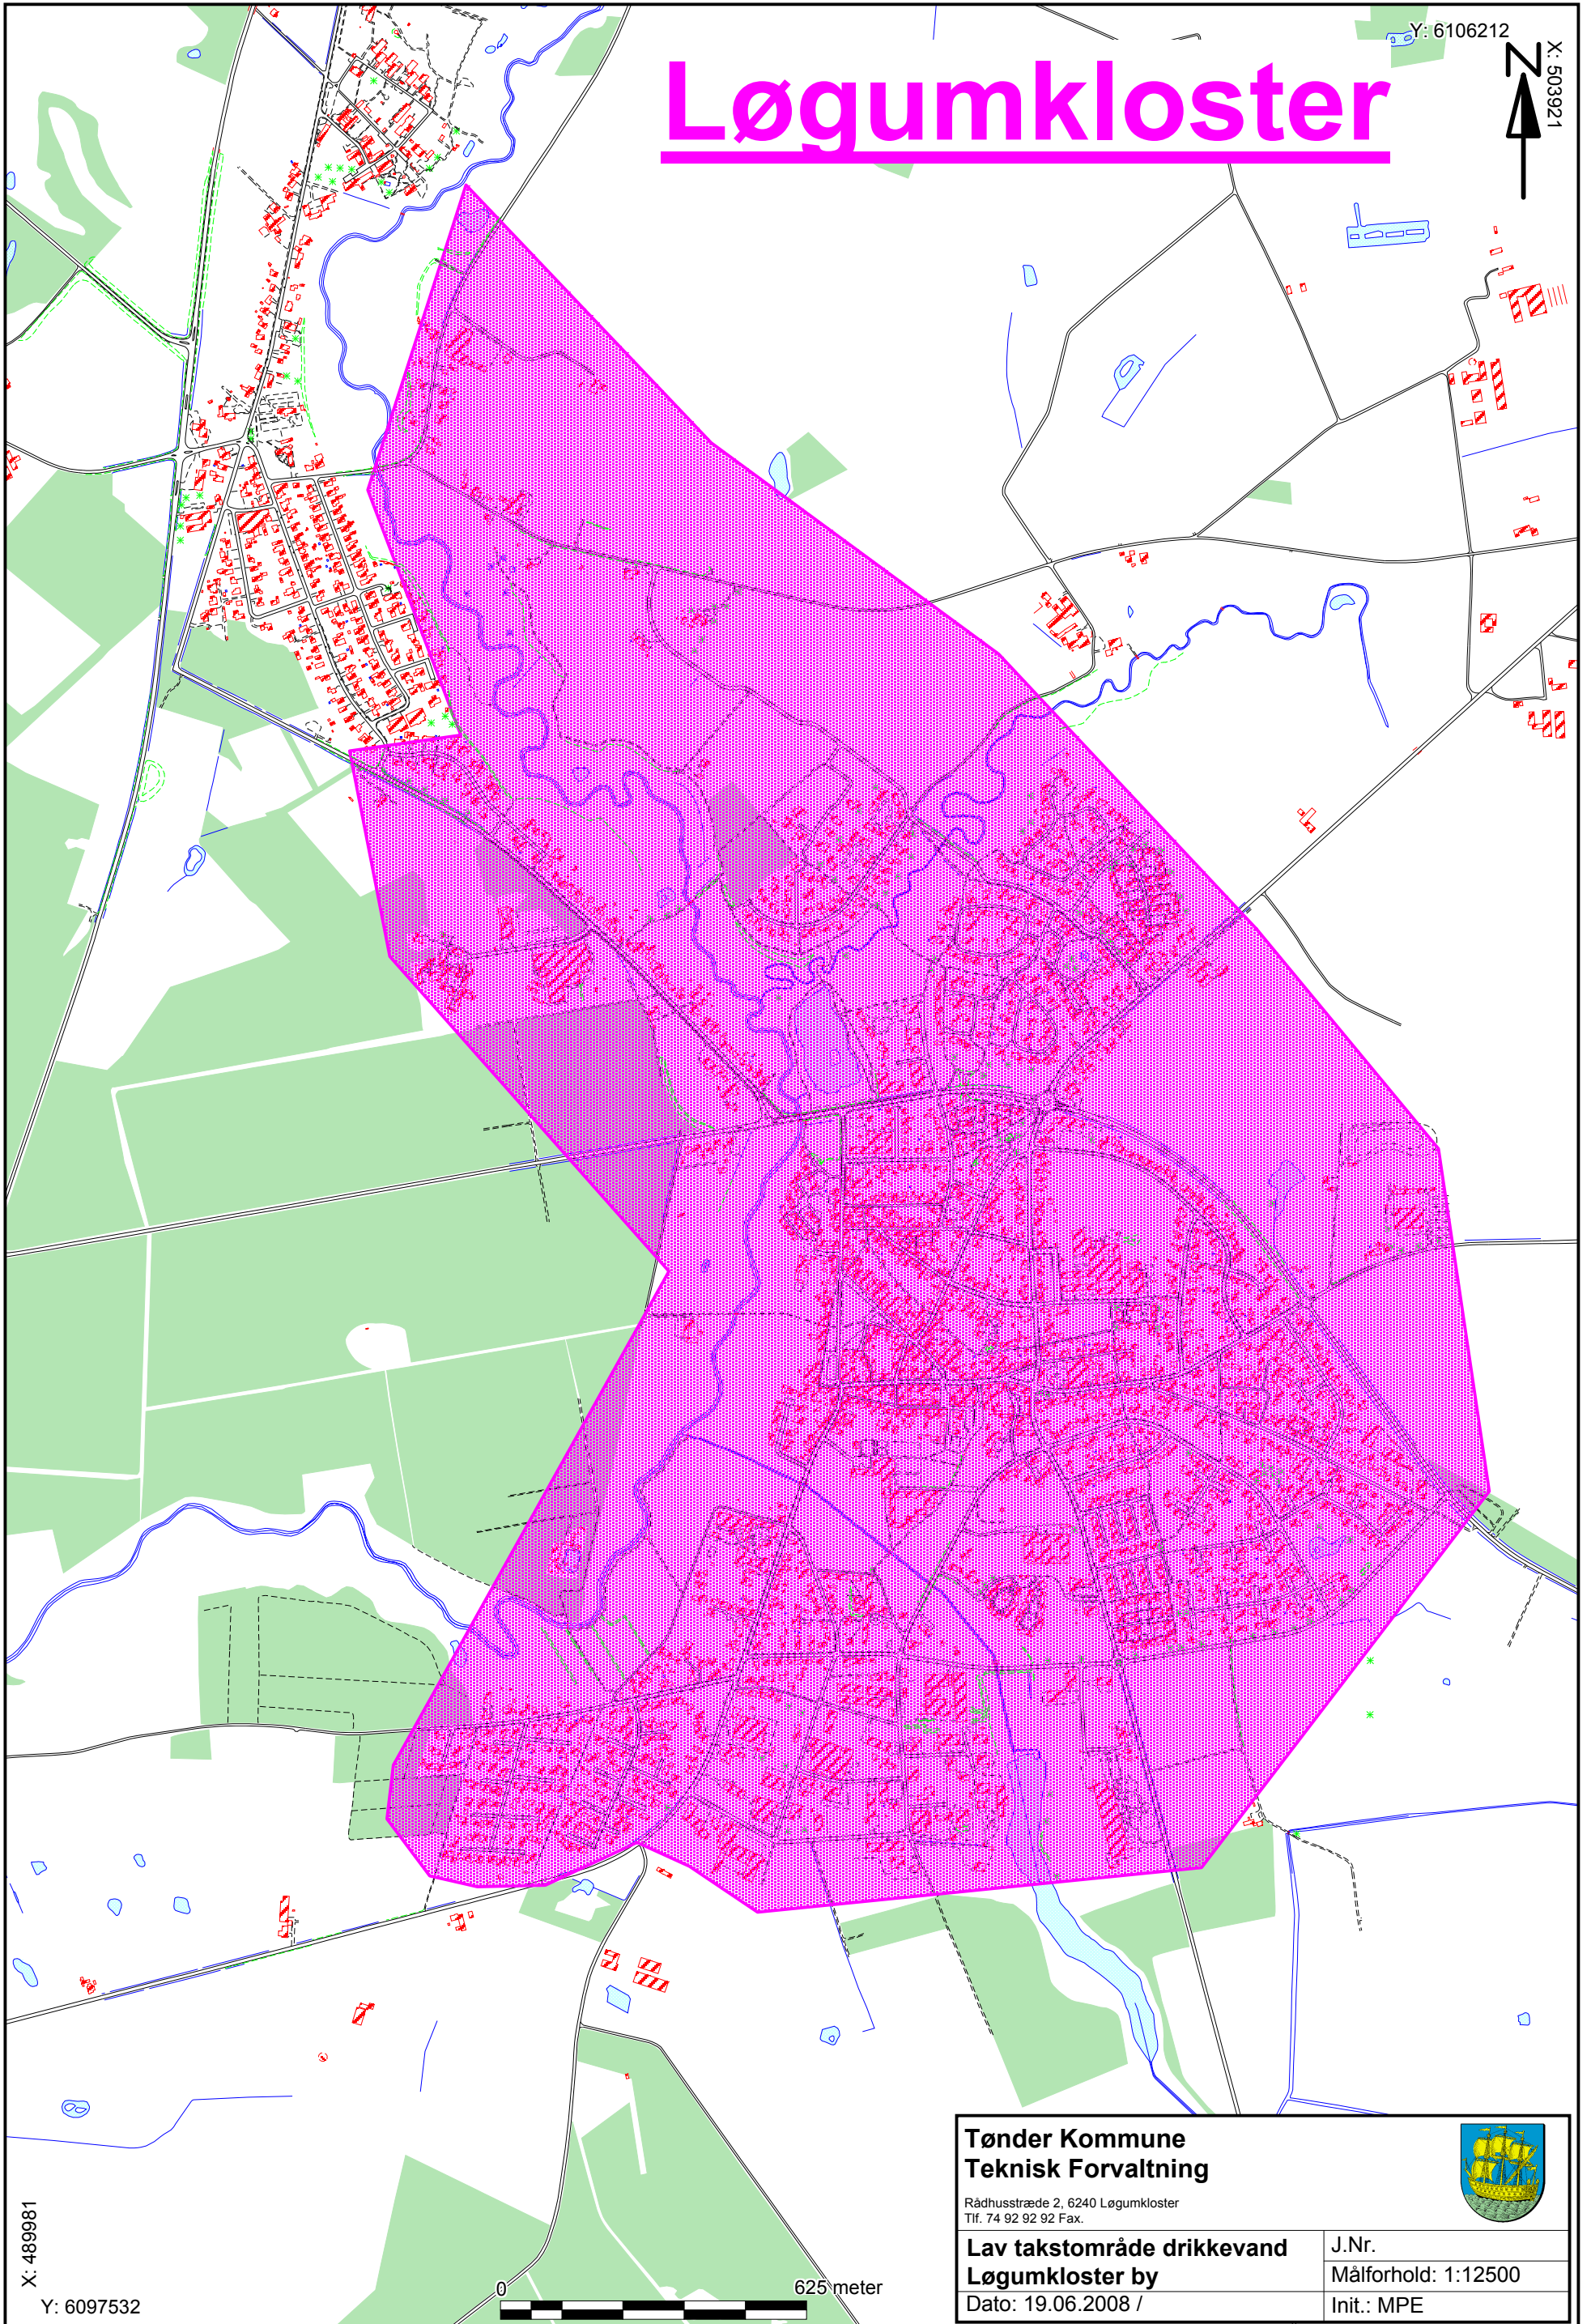 Y: 6106212
X: 503921
N
Løgumkloster
X: 489981
Y: 6097532
0
625 meter
Tønder Kommune
Teknisk Forvaltning
Rådhusstræde 2, 6240 Løgumkloster
Tlf. 74 92 92 92 Fax.
Lav takstområde drikkevand
Løgumkloster by
Dato: 19.06.2008 /
J.Nr.
Målforhold: 1:12500
Init.: MPE